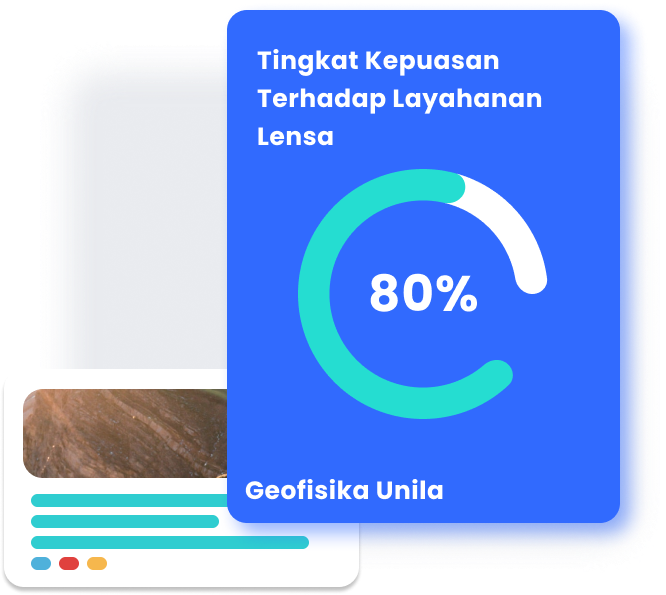 Tingkat Kepuasan
Terhadap Layahanan
Lensa
80%
Geofisika Unila